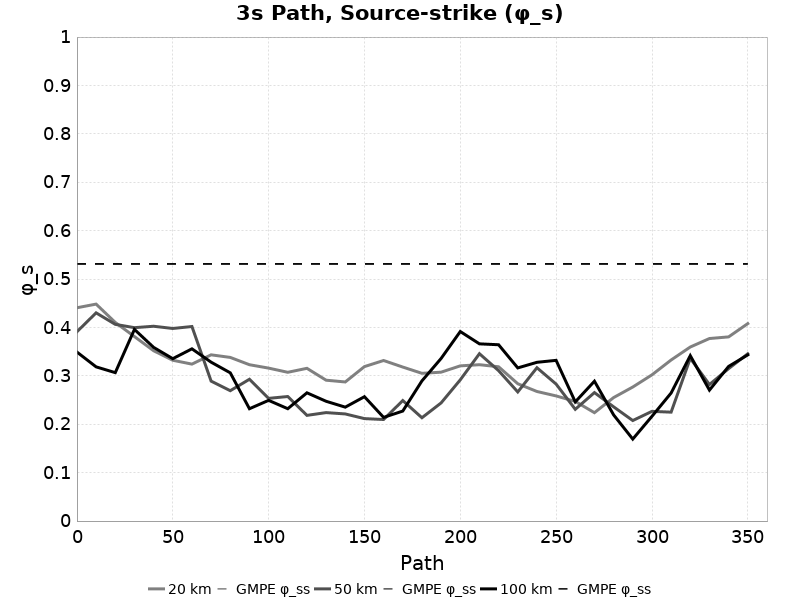 3s Path, Source-strike (φ_s)
1
0.9
0.8
0.7
0.6
0.5
0.4
0.3
0.2
0.1
0
φ_s
0 50 100 150 200 250 300 350
Path
20 km GMPE φ_ss 50 km GMPE φ_ss 100 km GMPE φ_ss